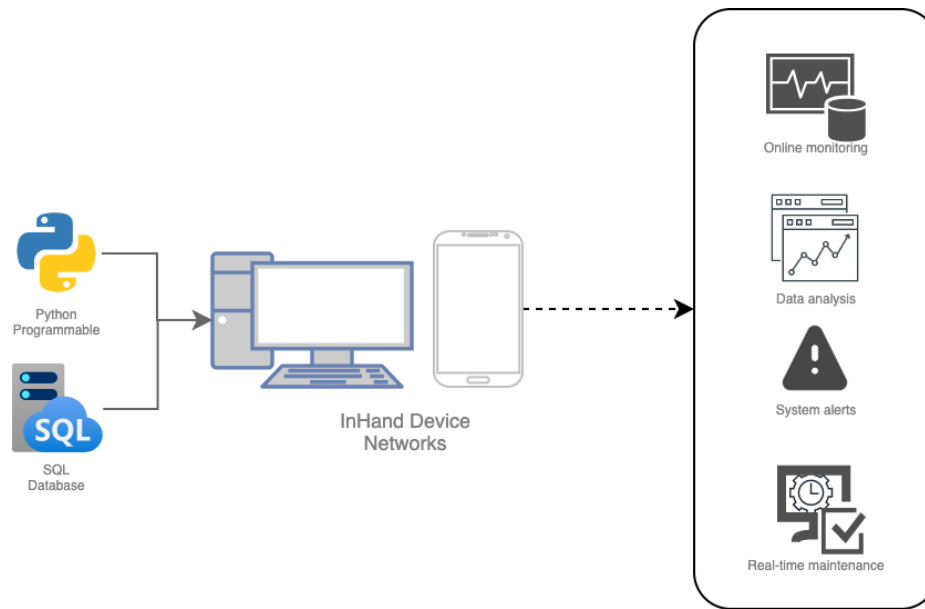 Python
Programmable
SQL
SQL
Database
InHand Device
Networks
Online monitoring
Data analysis
System alerts
Real-time maintenance